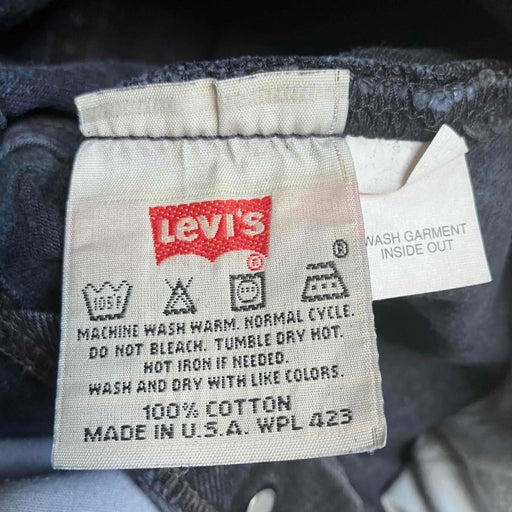 LEVI'S
®
®
105F
MACHINE WASH WARM. NORMAL CYCLE.
DO NOT BLEACH. TUMBLE DRY HOT.
HOT IRON IF NEEDED.
WASH AND DRY WITH LIKE COLORS.
100% COTTON
MADE IN U.S.A. WPL 423
WASH GARMENT
INSIDE OUT